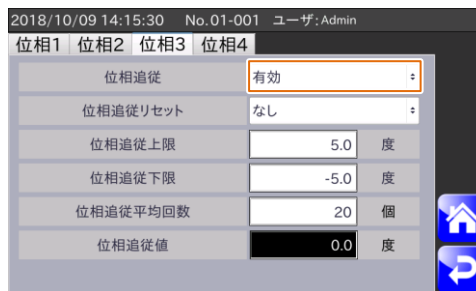 2018/10/09 14:15:30 No.01-001 ユーザ:Admin
位相1 位相2 位相3 位相4
位相追従 有効
位相追従リセット なし
位相追従上限 5.0 度
位相追従下限 -5.0 度
位相追従平均回数 20 個
位相追従値 0.0 度